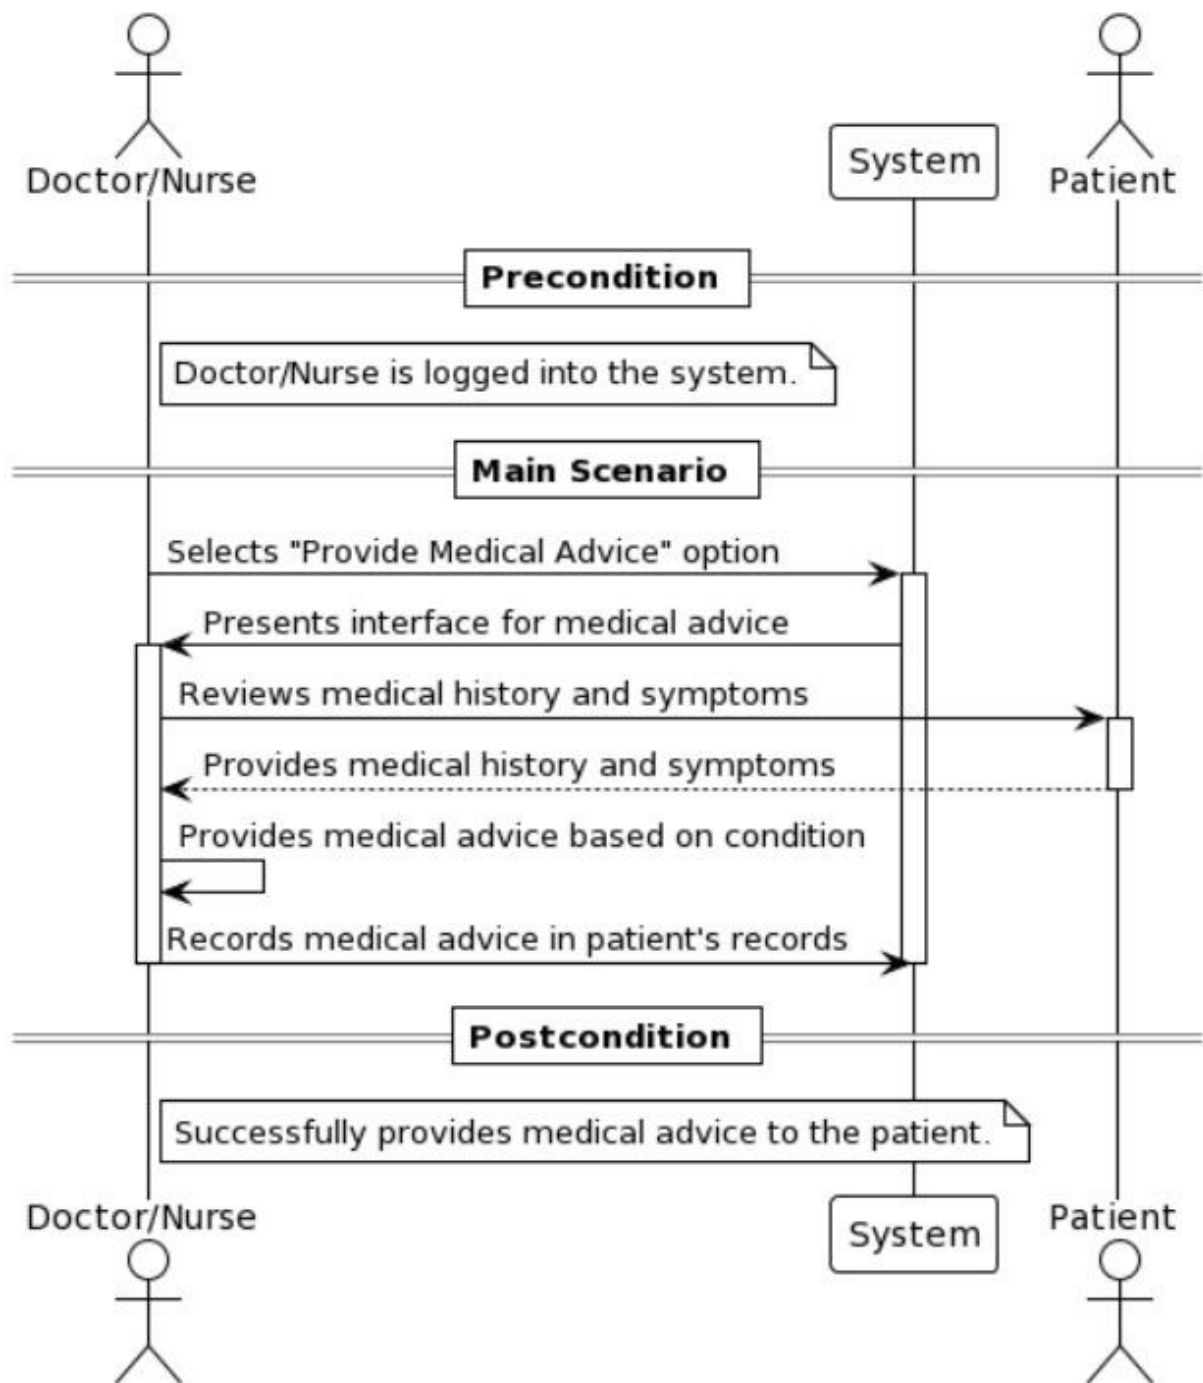 Doctor/Nurse
System
Patient
Precondition
Doctor/Nurse is logged into the system.
Main Scenario
Selects "Provide Medical Advice" option
Presents interface for medical advice
Reviews medical history and symptoms
Provides medical history and symptoms
Provides medical advice based on condition
Records medical advice in patient's records
Postcondition
Successfully provides medical advice to the patient.
Doctor/Nurse
System
Patient